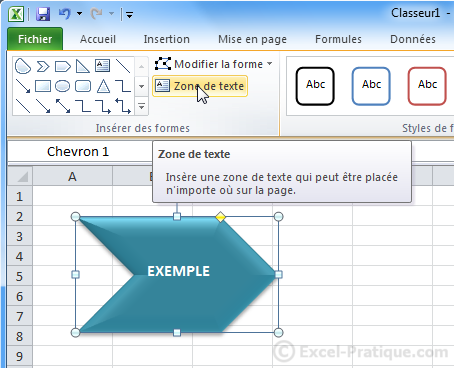 Classeur1 -
Fichier Accueil Insertion Mise en page Formules Données
Modifier la forme
Zone de texte
Abc Abc Abc
Insérer des formes Styles de f
Chevron 1
Zone de texte
Insère une zone de texte qui peut être placée
n'importe où sur la page.
A
1
2
3
4
EXEMPLE
5
6
7
8
© Excel-Pratique.com